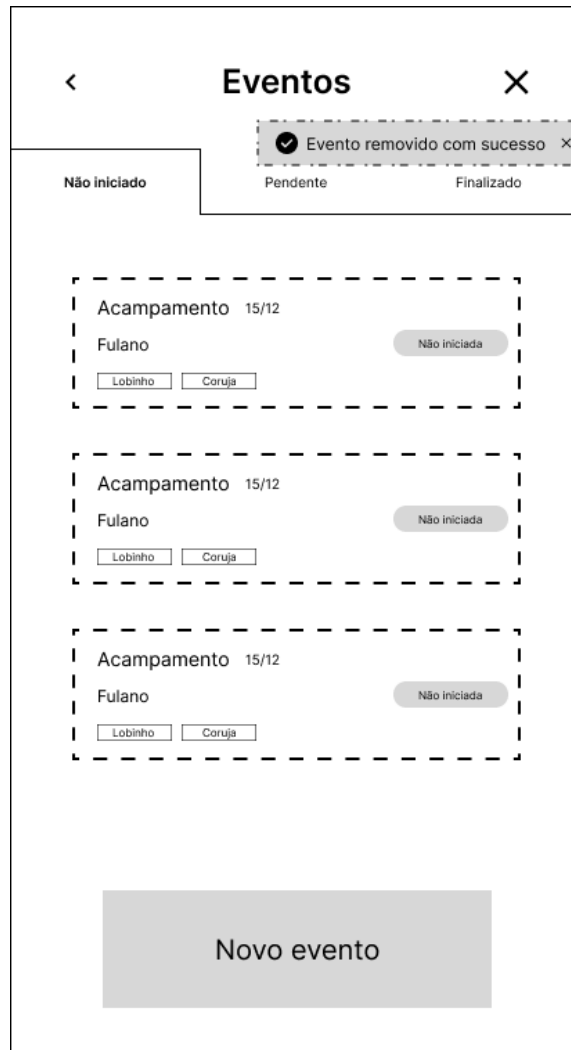 Eventos
Evento removido com sucesso
Não iniciado
Pendente
Finalizado
Acampamento 15/12
Fulano
Não iniciada
Lobinho Coruja
Acampamento 15/12
Fulano
Não iniciada
Lobinho Coruja
Acampamento 15/12
Fulano
Não iniciada
Lobinho Coruja
Novo evento